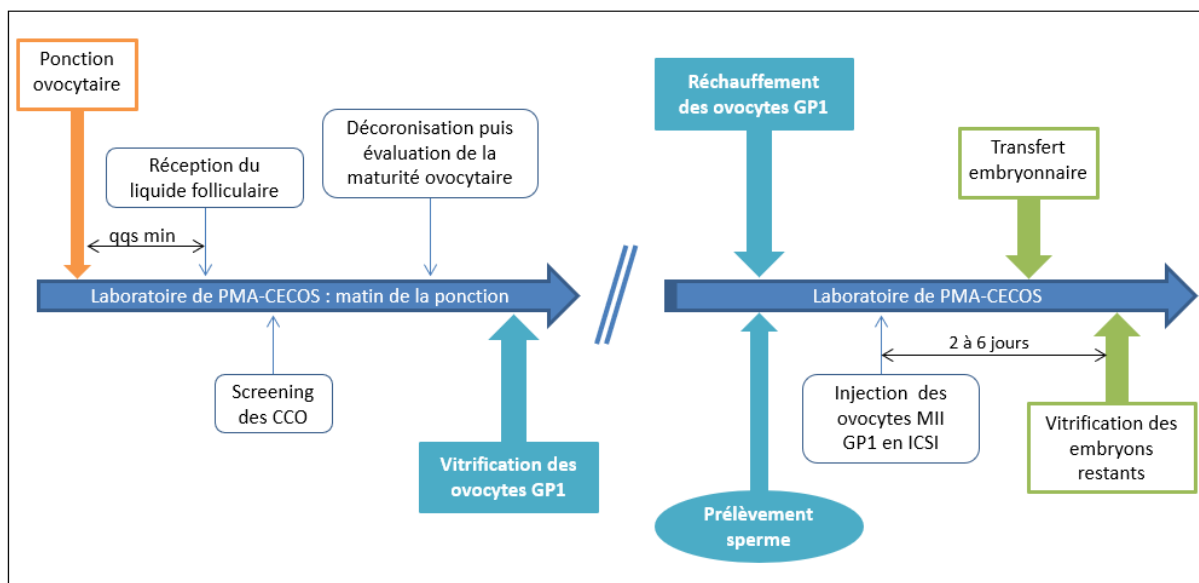 Ponction
ovocytaire
Réception du
liquide folliculaire
Décoronisation puis
évaluation de la
maturité ovocytaire
qqs min
Laboratoire de PMA-CECOS : matin de la ponction
Screening
des CCO
Vitrification des
ovocytes GP1
Réchauffement
des ovocytes GP1
Transfert
embryonnaire
Laboratoire de PMA-CECOS
2 à 6 jours
Injection des
ovocytes MII
GP1 en ICSI
Vitrification des
embryons
restants
Prélèvement
sperme